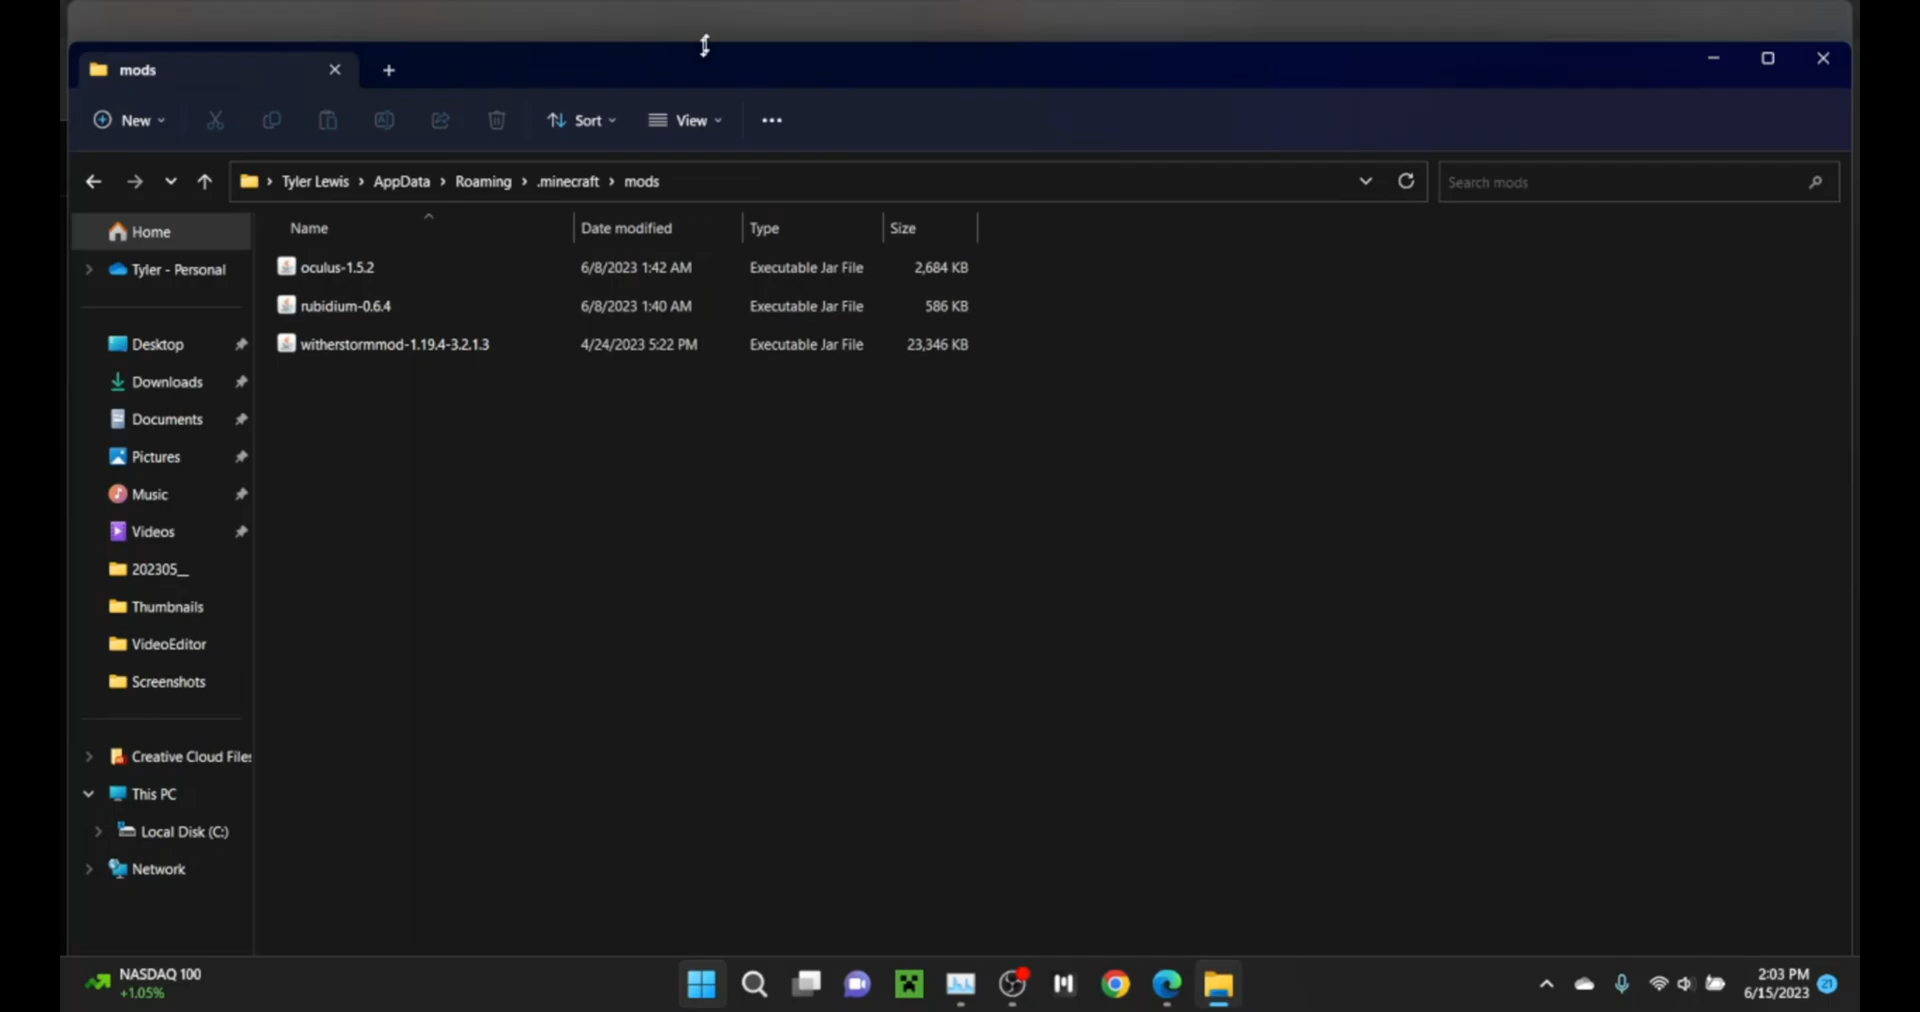 mods
New
Sort
View
Tyler Lewis > AppData > Roaming > .minecraft > mods
Search mods
Name Date modified Type Size
oculus-1.5.2 6/8/2023 1:42 AM Executable Jar File 2,684 KB
rubidium-0.6.4 6/8/2023 1:40 AM Executable Jar File 586 KB
witherstormmod-1.19.4-3.2.1.3 4/24/2023 5:22 PM Executable Jar File 23,346 KB
Home
Tyler - Personal
Desktop
Downloads
Documents
Pictures
Music
Videos
202305__
Thumbnails
VideoEditor
Screenshots
Creative Cloud Files
This PC
Local Disk (C:)
Network
NASDAQ 100
+1.05%
2:03 PM
6/15/2023
21